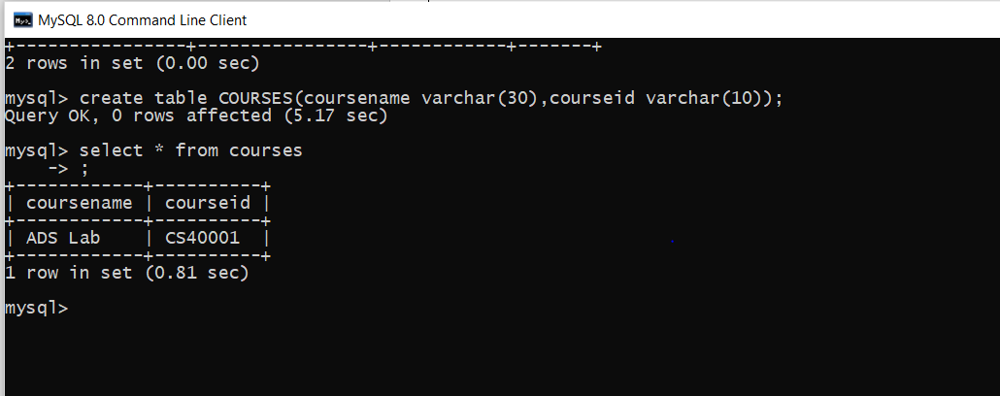 MySQL 8.0 Command Line Client
+----------------+----------------+------------+-------+
2 rows in set (0.00 sec)
mysql> create table COURSES(coursename varchar(30),courseid varchar(10));
Query OK, 0 rows affected (5.17 sec)
mysql> select * from courses
    -> ;
+------------+----------+
| coursename | courseid |
+------------+----------+
| ADS Lab    | CS40001  |
+------------+----------+
1 row in set (0.81 sec)
mysql>